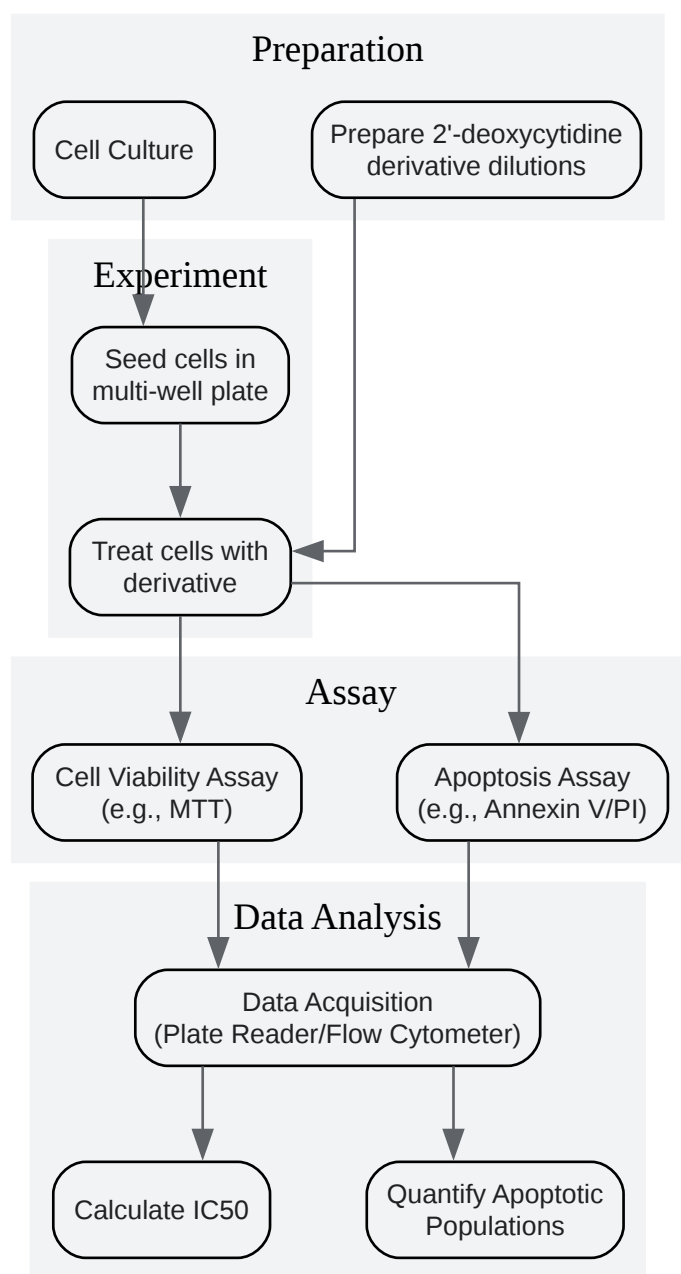 Preparation
Cell Culture
Prepare 2'-deoxycytidine
derivative dilutions
Experiment
Seed cells in
multi-well plate
Treat cells with
derivative
Assay
Cell Viability Assay
(e.g., MTT)
Apoptosis Assay
(e.g., Annexin V/PI)
Data Analysis
Data Acquisition
(Plate Reader/Flow Cytometer)
Calculate IC50
Quantify Apoptotic
Populations